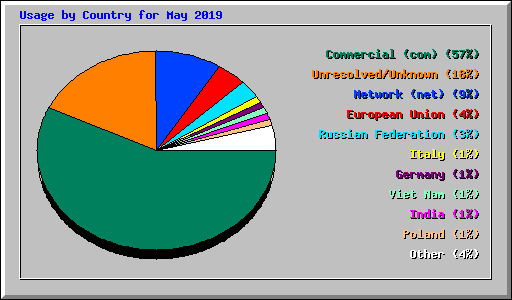 Usage by Country for May 2019
Commercial (com) (57%)
Unresolved/Unknown (18%)
Network (net) (9%)
European Union (4%)
Russian Federation (3%)
Italy (1%)
Germany (1%)
Viet Nam (1%)
India (1%)
Poland (1%)
Other (4%)